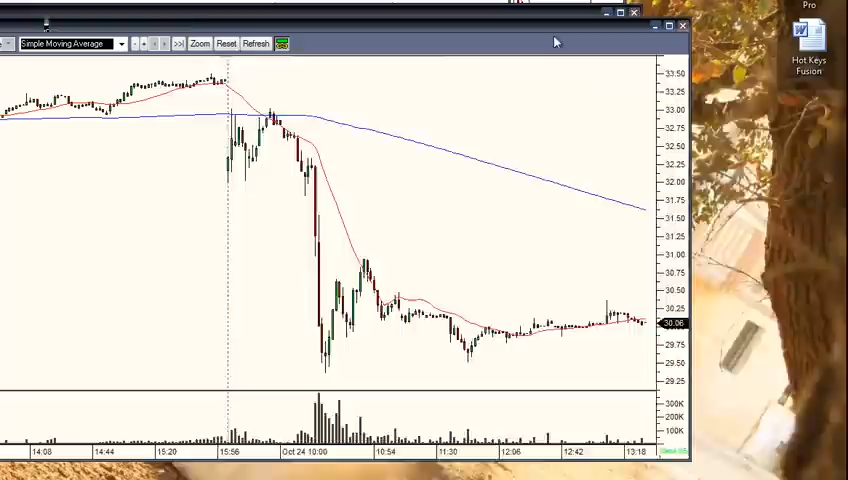 Pro
Hot Keys
Fusion
Simple Moving Average
- + >>| Zoom Reset Refresh
33.50
33.25
33.00
32.75
32.50
32.25
32.00
31.75
31.50
31.25
31.00
30.75
30.50
30.25
30.06
29.75
29.50
29.25
300K
200K
100K
14:08 14:44 15:20 15:56 Oct 24 10:00 10:54 11:30 12:06 12:42 13:18